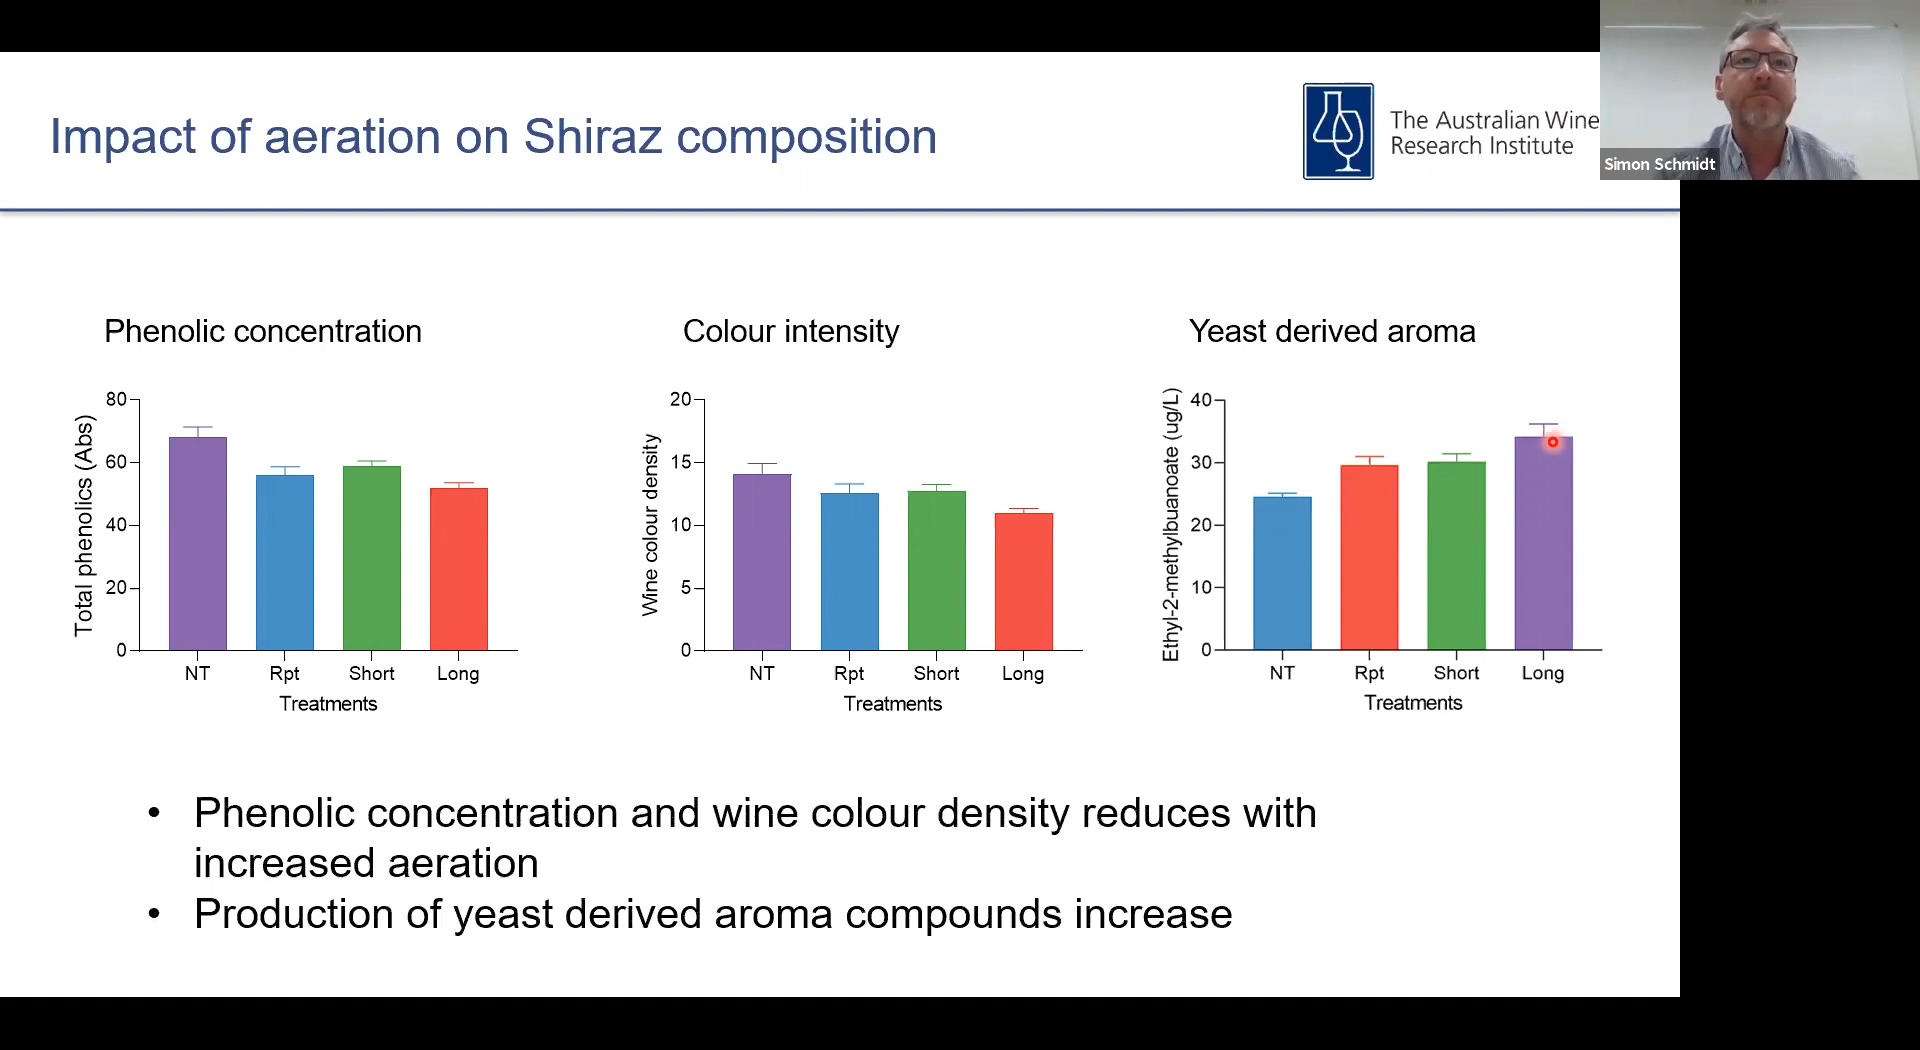 Impact of aeration on Shiraz composition
The Australian Wine
Research Institute
Simon Schmidt
Phenolic concentration
Total phenolics (Abs)
80
60
40
20
0
NT Rpt Short Long
Treatments
Colour intensity
Wine colour density
20
15
10
5
0
NT Rpt Short Long
Treatments
Yeast derived aroma
Ethyl-2-methylbuanoate (ug/L)
40
30
20
10
0
NT Rpt Short Long
Treatments
• Phenolic concentration and wine colour density reduces with
increased aeration
• Production of yeast derived aroma compounds increase